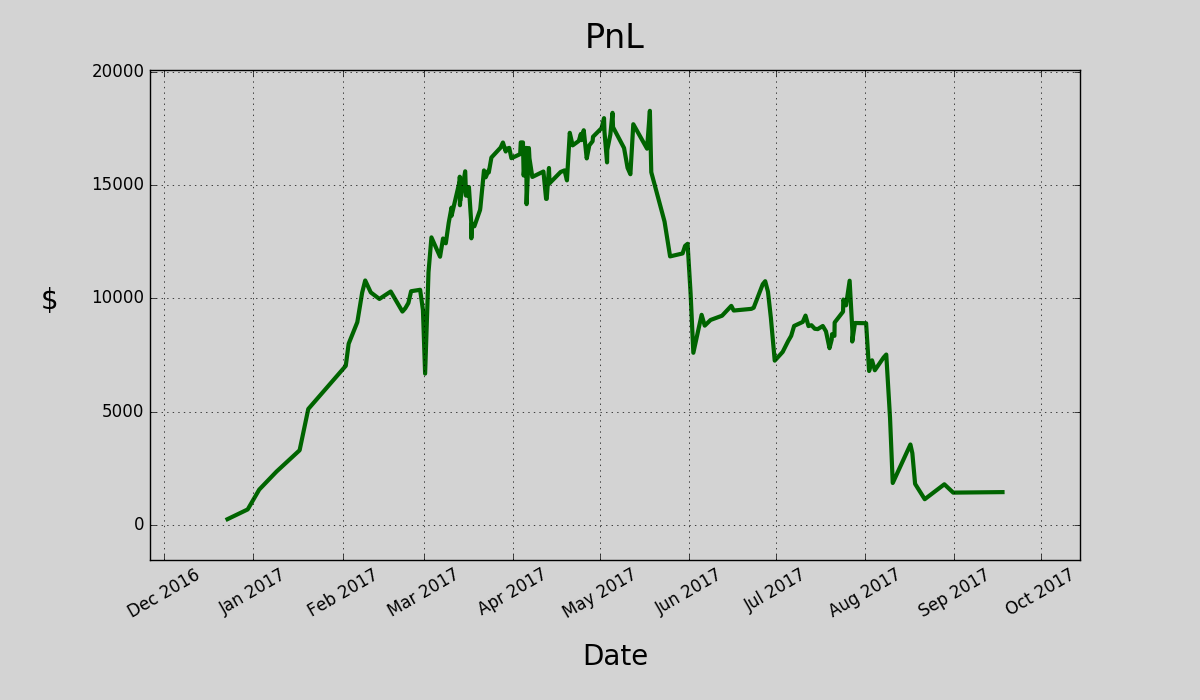 PnL
20000
15000
10000
5000
0
$
Dec 2016
Jan 2017
Feb 2017
Mar 2017
Apr 2017
May 2017
Jun 2017
Jul 2017
Aug 2017
Sep 2017
Oct 2017
Date